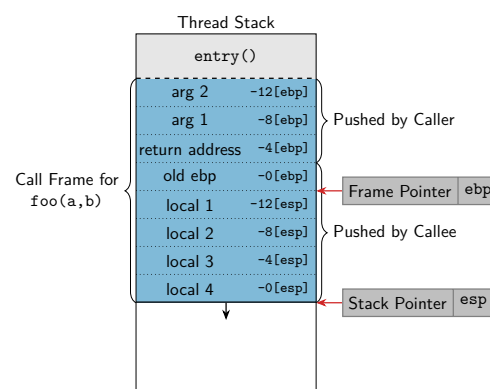 Thread Stack
entry()
arg 2 -12[ebp]
arg 1 -8[ebp]
Pushed by Caller
return address -4[ebp]
old ebp -0[ebp]
Call Frame for
foo(a,b)
Frame Pointer ebp
local 1 -12[esp]
local 2 -8[esp]
Pushed by Callee
local 3 -4[esp]
local 4 -0[esp]
Stack Pointer esp